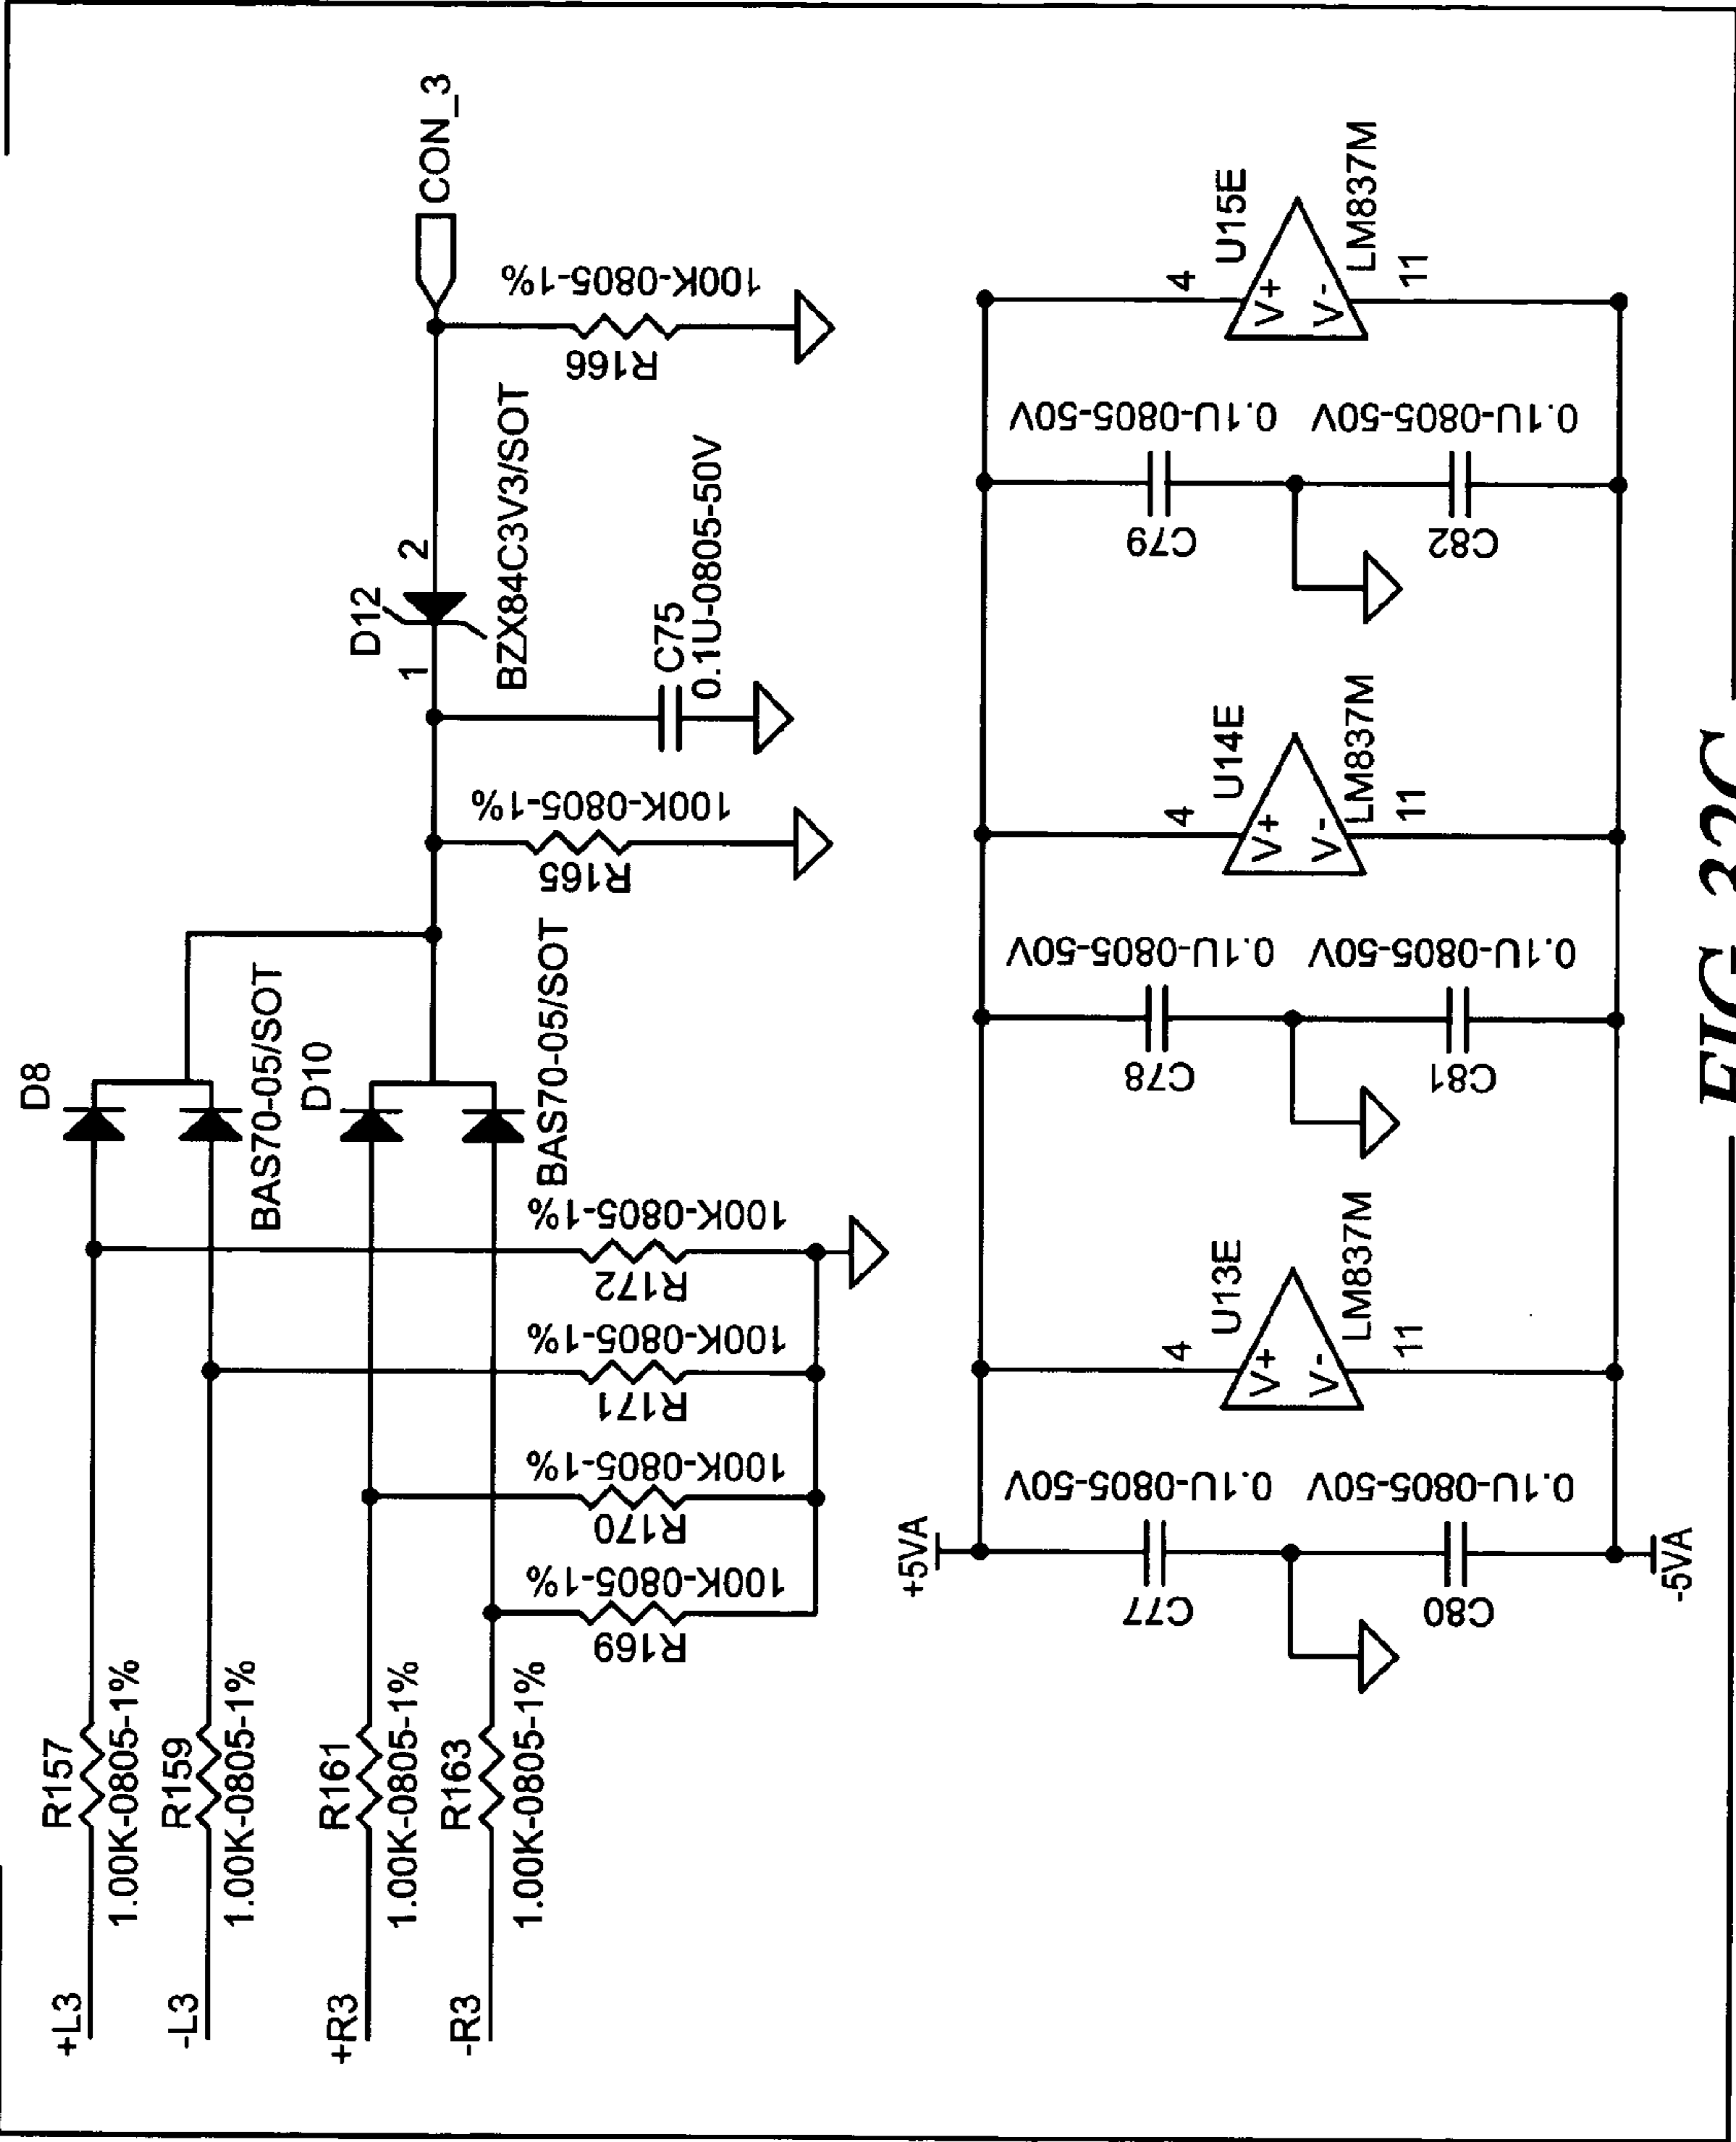 +L3
R157
1.00K-0805-1%
-L3
R159
1.00K-0805-1%
+R3
R161
1.00K-0805-1%
-R3
R163
1.00K-0805-1%
D8
BAS70-05/SOT
D10
BAS70-05/SOT
R169
100K-0805-1%
R170
100K-0805-1%
R171
100K-0805-1%
R172
100K-0805-1%
R165
100K-0805-1%
C75
0.1U-0805-50V
D12
1
2
BZX84C3V3/SOT
R166
100K-0805-1%
CON_3
+5VA
-5VA
C77
0.1U-0805-50V
C80
0.1U-0805-50V
4
U13E
V+
V-
LM837M
11
C78
0.1U-0805-50V
C81
0.1U-0805-50V
4
U14E
V+
V-
LM837M
11
C79
0.1U-0805-50V
C82
0.1U-0805-50V
4
U15E
V+
V-
LM837M
11